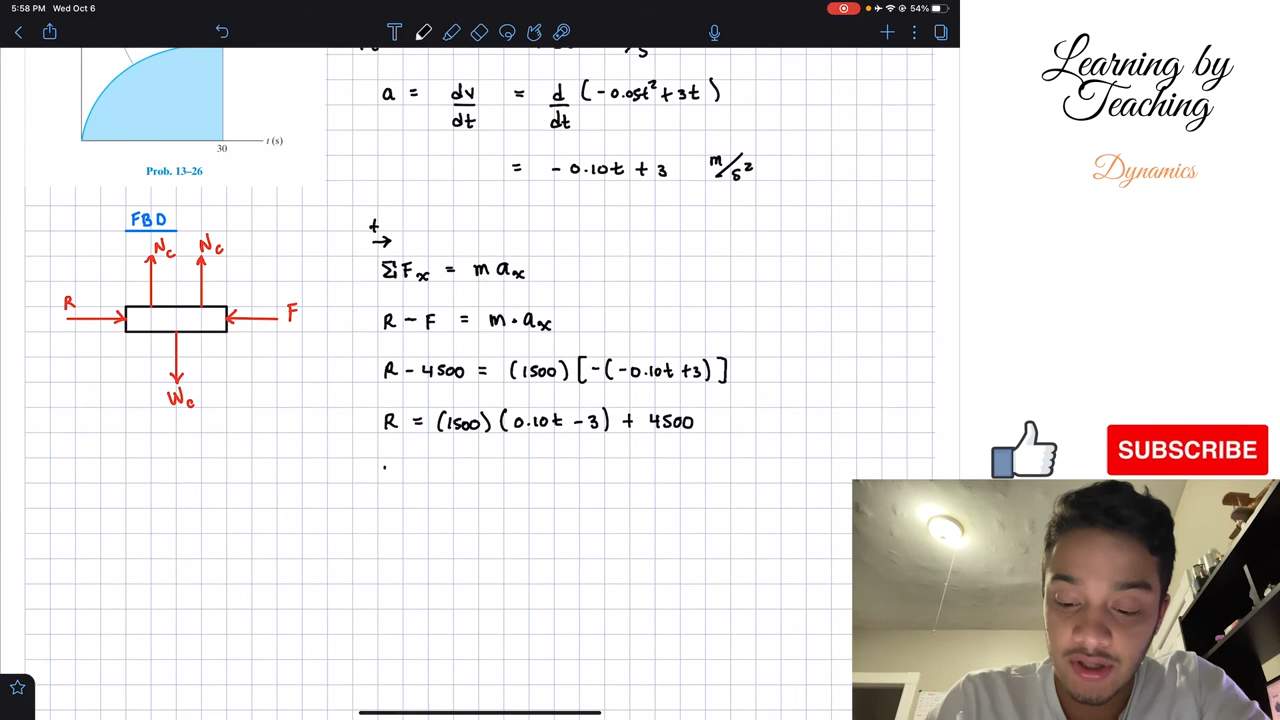 5:58 PM Wed Oct 6
54%
t (s)
30
Prob. 13–26
a = dv/dt = d/dt (-0.05t² + 3t)
= -0.10t + 3 m/s²
FBD
N_c N_c
R
F
W_c
+→
ΣF_x = m a_x
R - F = m · a_x
R - 4500 = (1500) [-(-0.10t + 3)]
R = (1500) (0.10t - 3) + 4500
Learning by
Teaching
Dynamics
SUBSCRIBE